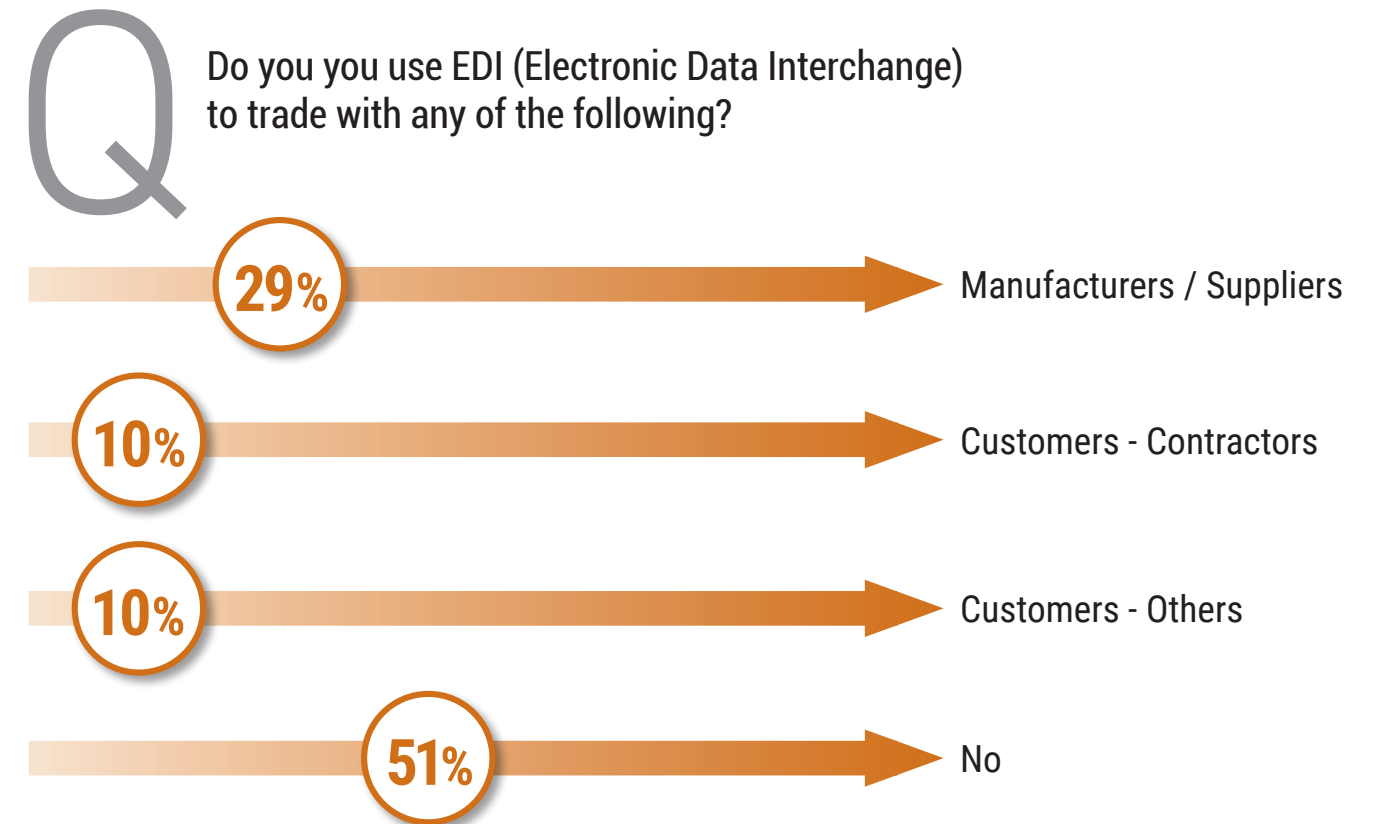 Q
Do you you use EDI (Electronic Data Interchange)
to trade with any of the following?
29% Manufacturers / Suppliers
10% Customers - Contractors
10% Customers - Others
51% No